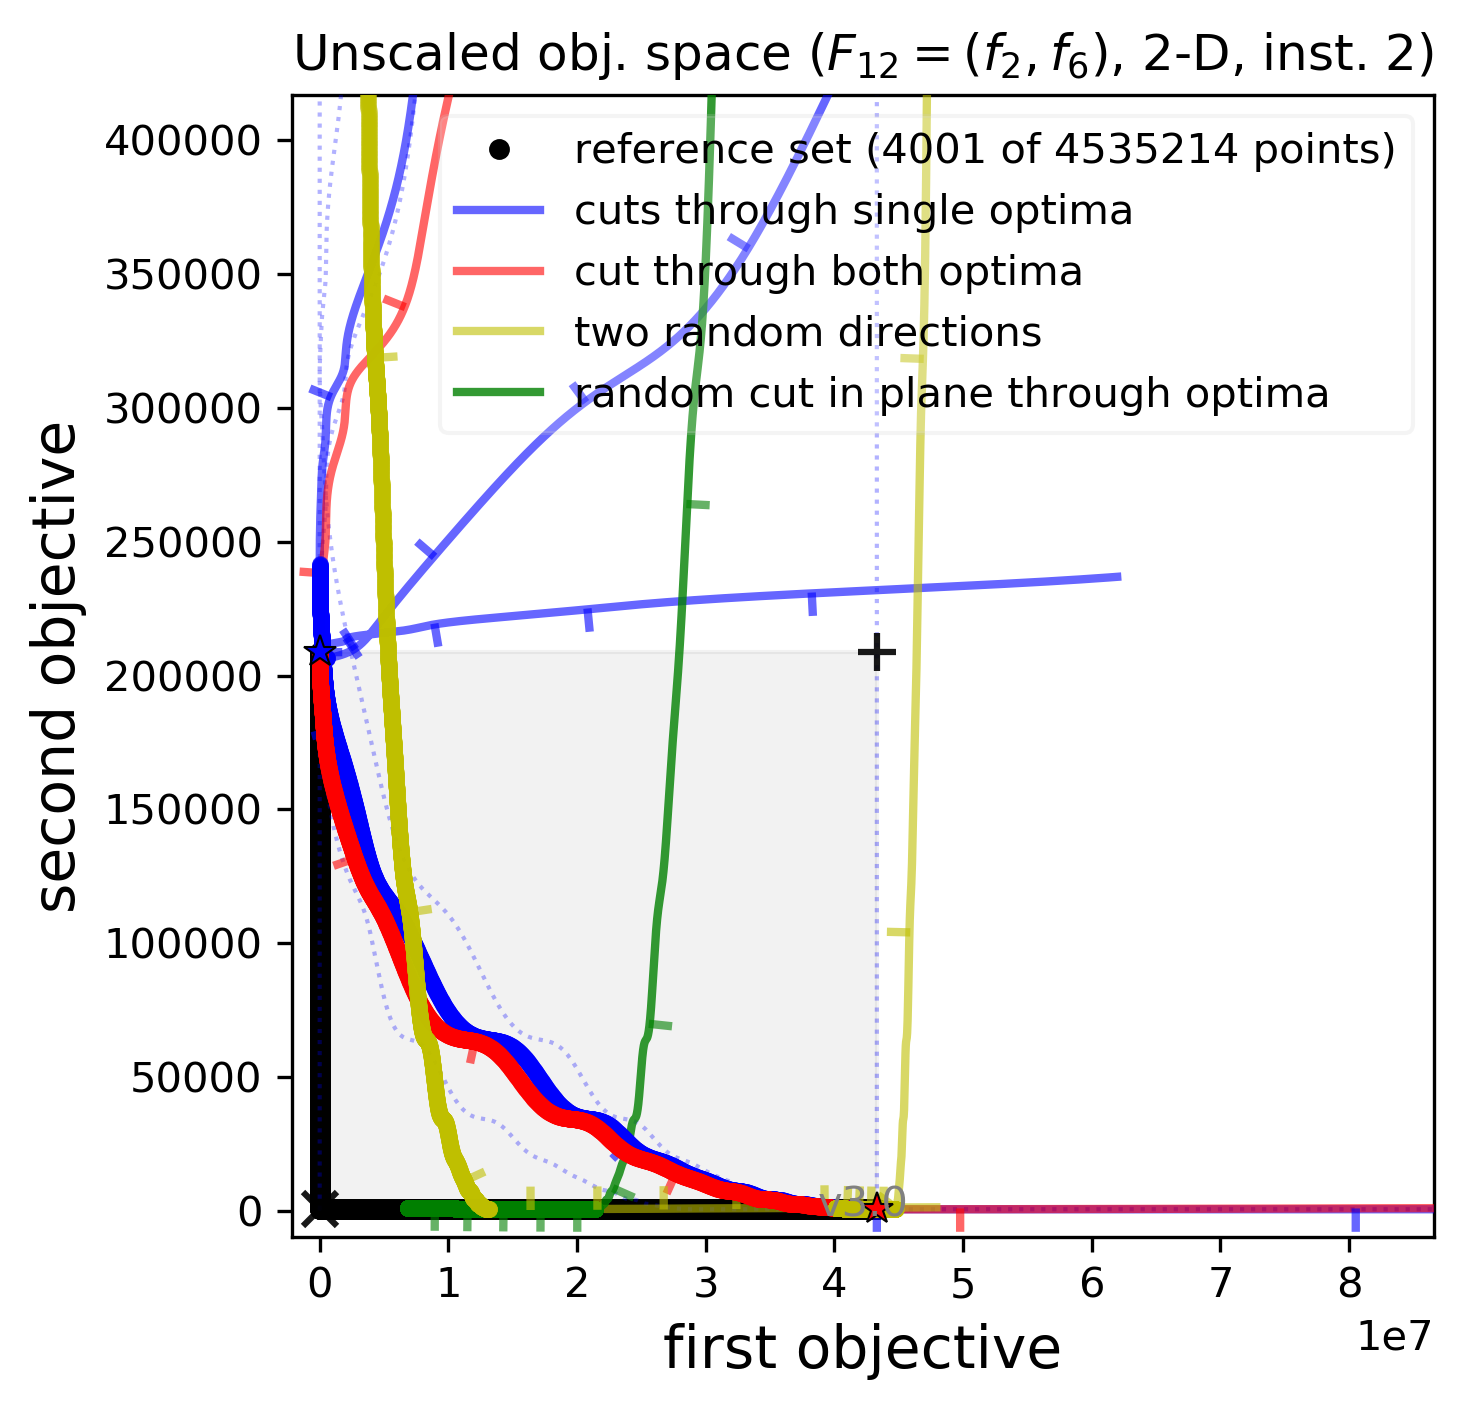 Unscaled obj. space (F₁₂ = (f₂, f₆), 2-D, inst. 2)
400000
350000
300000
250000
200000
150000
100000
50000
0
second objective
reference set (4001 of 4535214 points)
cuts through single optima
cut through both optima
two random directions
random cut in plane through optima
v3.0
0 1 2 3 4 5 6 7 8
1e7
first objective